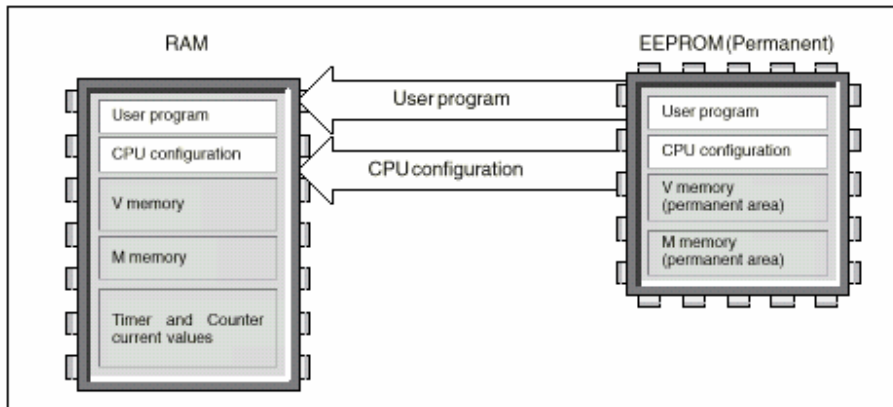 RAM
EEPROM (Permanent)
User program
CPU configuration
V memory
M memory
Timer and Counter
current values
User program
CPU configuration
User program
CPU configuration
V memory
(permanent area)
M memory
(permanent area)